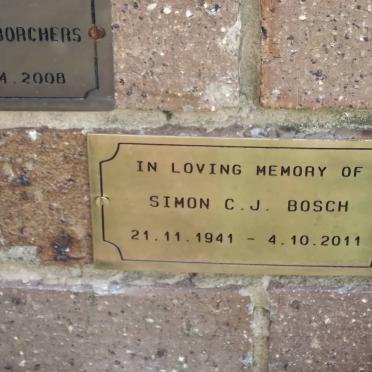 BORCHERS
4.2008
IN LOVING MEMORY OF
SIMON C.J. BOSCH
21.11.1941 - 4.10.2011